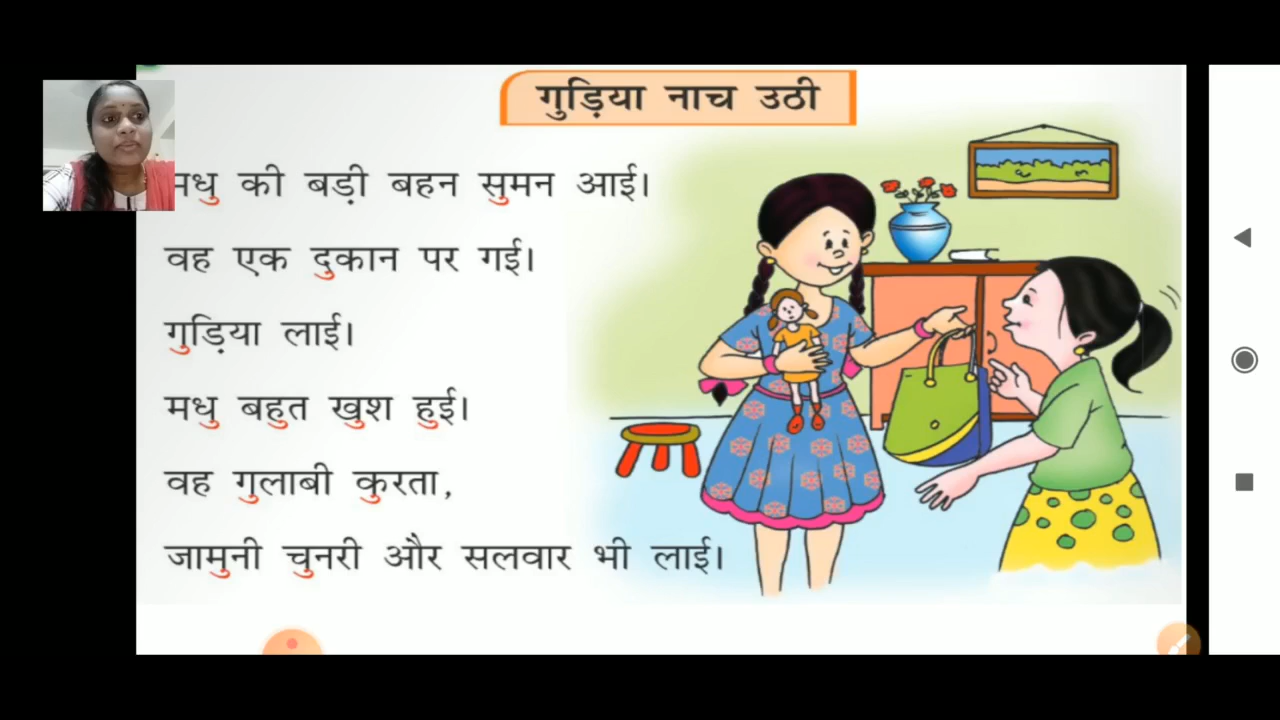 गुड़िया नाच उठी
मधु की बड़ी बहन सुमन आई।
वह एक दुकान पर गई।
गुड़िया लाई।
मधु बहुत खुश हुई।
वह गुलाबी कुरता,
जामुनी चुनरी और सलवार भी लाई।